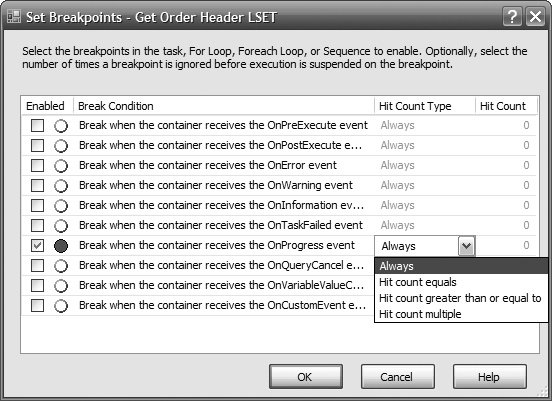 Set Breakpoints - Get Order Header LSET
Select the breakpoints in the task, For Loop, Foreach Loop, or Sequence to enable. Optionally, select the
number of times a breakpoint is ignored before execution is suspended on the breakpoint.
Enabled Break Condition Hit Count Type Hit Count
Break when the container receives the OnPreExecute event Always 0
Break when the container receives the OnPostExecute e... Always 0
Break when the container receives the OnError event Always 0
Break when the container receives the OnWarning event Always 0
Break when the container receives the OnInformation e... Always 0
Break when the container receives the OnTaskFailed event Always 0
Break when the container receives the OnProgress event Always 0
Break when the container receives the OnQueryCancel e... Always
Break when the container receives the OnVariableValueC... Hit count equals
Break when the container receives the OnCustomEvent e... Hit count greater than or equal to
Hit count multiple
OK Cancel Help